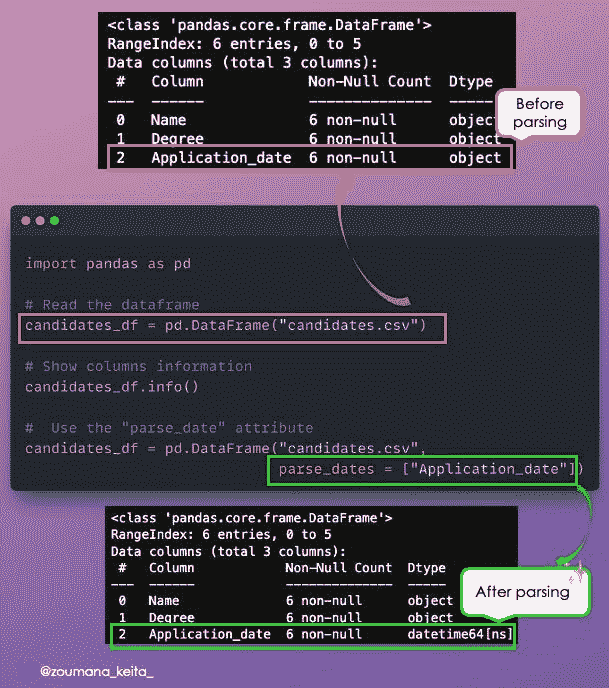 <class 'pandas.core.frame.DataFrame'>
RangeIndex: 6 entries, 0 to 5
Data columns (total 3 columns):
#   Column   Non-Null Count   Dtype
---   ------   --------------   -----
0   Name   6 non-null   object
1   Degree   6 non-null   object
2   Application_date   6 non-null   object
Before
parsing
import pandas as pd
# Read the dataframe
candidates_df = pd.DataFrame("candidates.csv")
# Show columns information
candidates_df.info()
#  Use the "parse_date" attribute
candidates_df = pd.DataFrame("candidates.csv",
parse_dates = ["Application_date"])
<class 'pandas.core.frame.DataFrame'>
RangeIndex: 6 entries, 0 to 5
Data columns (total 3 columns):
#   Column   Non-Null Count   Dtype
---   ------   --------------   -----
0   Name   6 non-null   object
1   Degree   6 non-null   object
2   Application_date   6 non-null   datetime64[ns]
After parsing
@zoumana_keita_